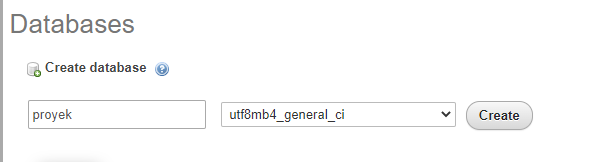 Databases
Create database
proyek utf8mb4_general_ci Create